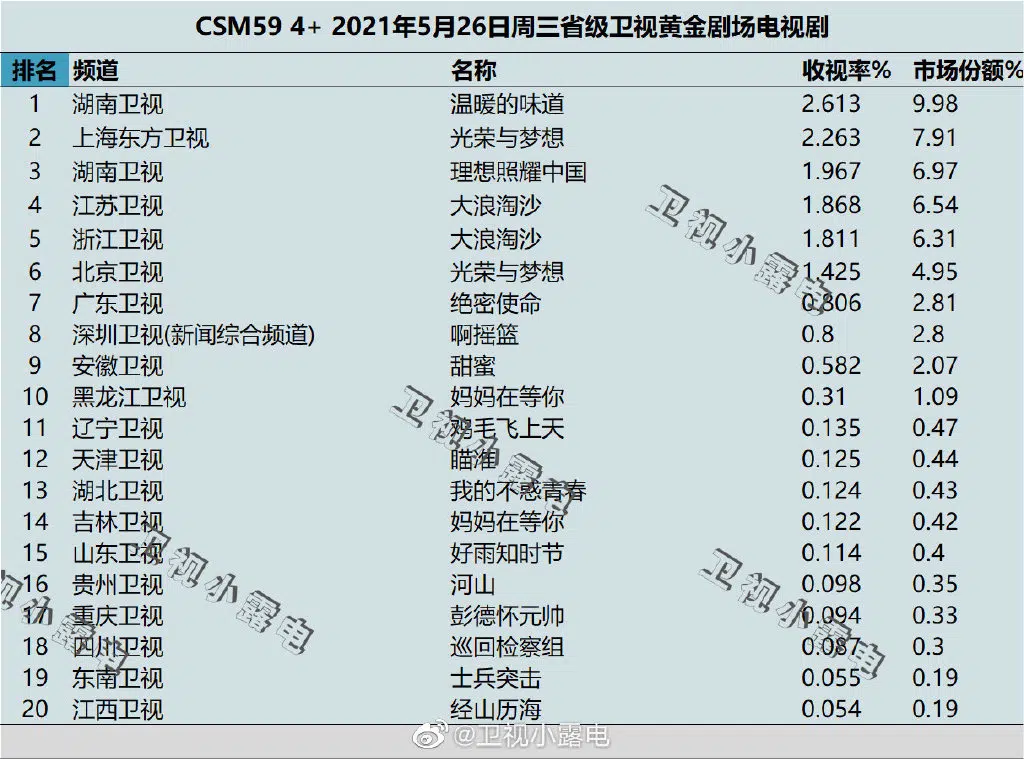 CSM59 4+ 2021年5月26日周三省级卫视黄金剧场电视剧
排名 频道 名称 收视率% 市场份额%
1 湖南卫视 温暖的味道 2.613 9.98
2 上海东方卫视 光荣与梦想 2.263 7.91
3 湖南卫视 理想照耀中国 1.967 6.97
4 江苏卫视 大浪淘沙 1.868 6.54
5 浙江卫视 大浪淘沙 1.811 6.31
6 北京卫视 光荣与梦想 1.425 4.95
7 广东卫视 绝密使命 0.806 2.81
8 深圳卫视(新闻综合频道) 啊摇篮 0.8 2.8
9 安徽卫视 甜蜜 0.582 2.07
10 黑龙江卫视 妈妈在等你 0.31 1.09
11 辽宁卫视 鸡毛飞上天 0.135 0.47
12 天津卫视 瞄准 0.125 0.44
13 湖北卫视 我的不惑青春 0.124 0.43
14 吉林卫视 妈妈在等你 0.122 0.42
15 山东卫视 好雨知时节 0.114 0.4
16 贵州卫视 河山 0.098 0.35
17 重庆卫视 彭德怀元帅 0.094 0.33
18 四川卫视 巡回检察组 0.087 0.3
19 东南卫视 士兵突击 0.055 0.19
20 江西卫视 经山历海 0.054 0.19
卫视小露电
卫视小露电
卫视小露电
卫视小露电
视小露电
@卫视小露电